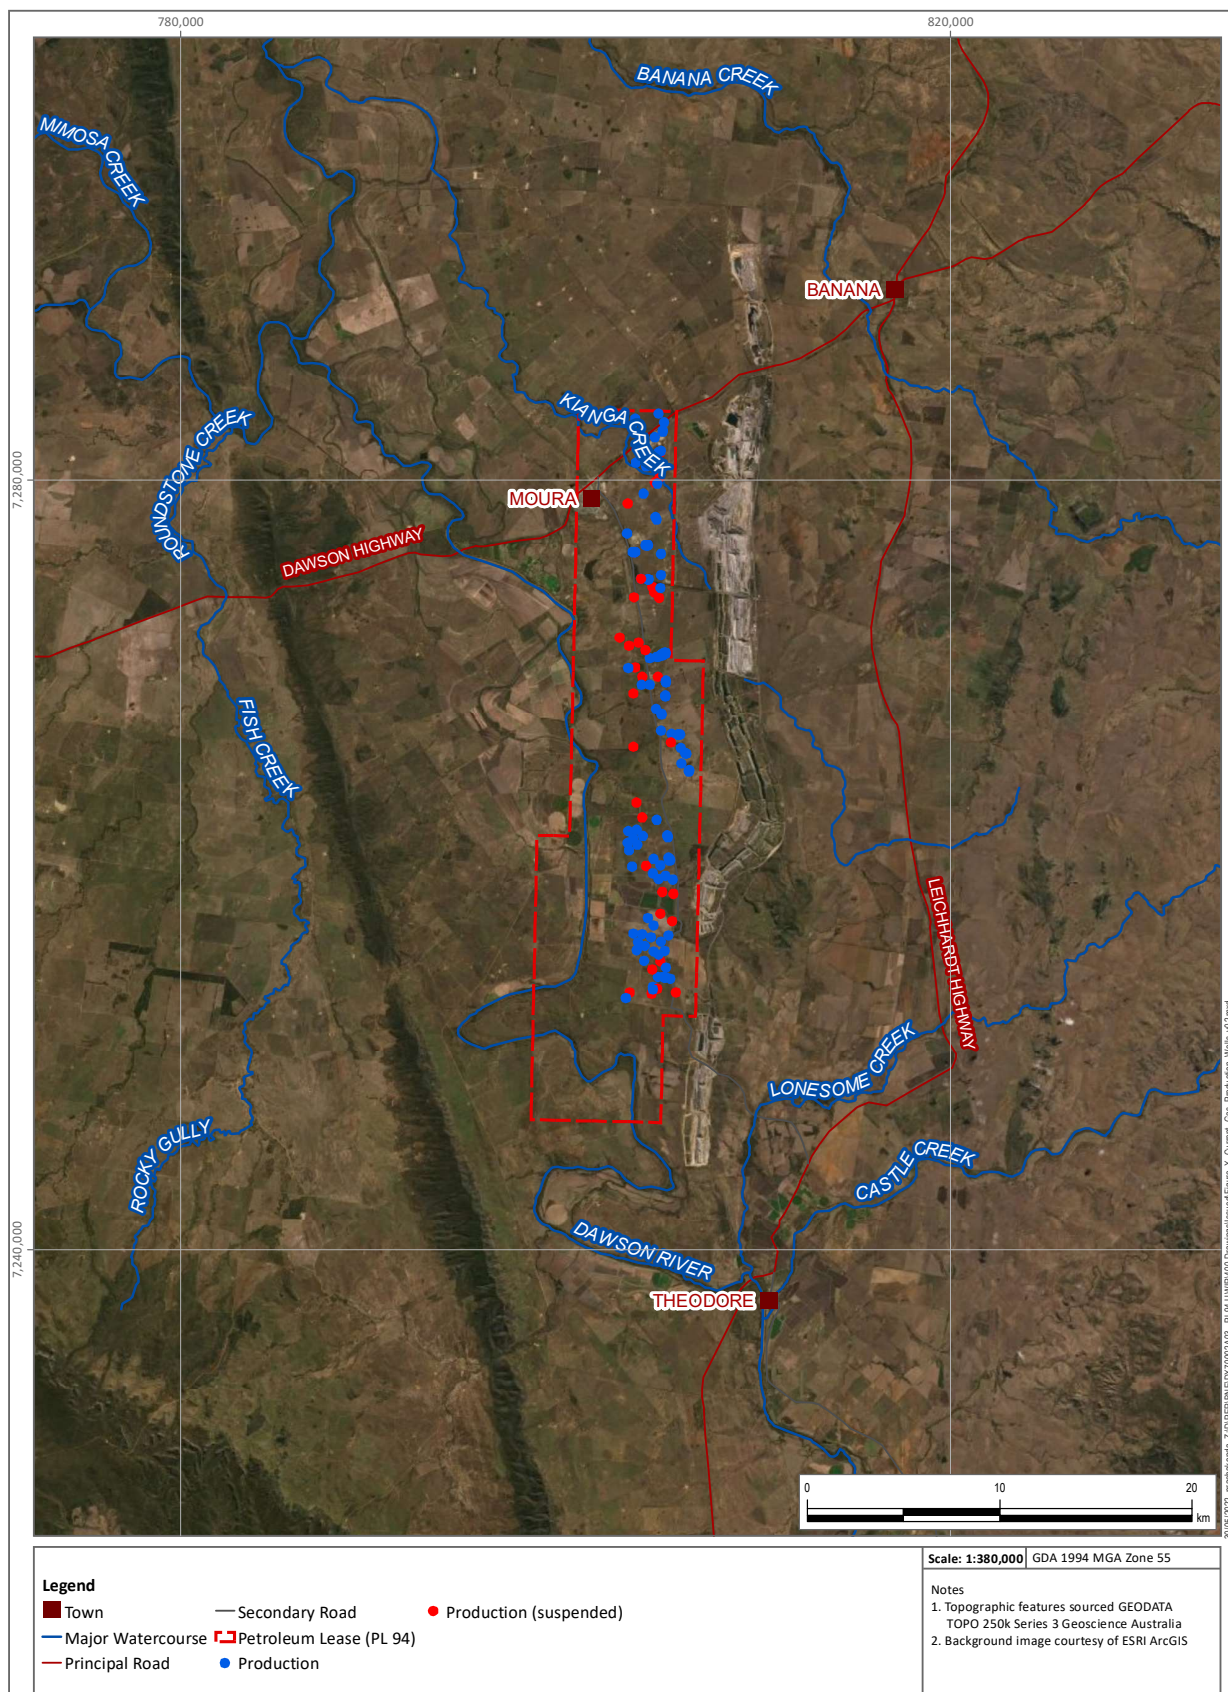 780,000
820,000
BANANA CREEK
MIMOSA CREEK
BANANA
KIANGA CREEK
ROUNDSTONE CREEK
7,280,000
MOURA
DAWSON HIGHWAY
FISH CREEK
LEICHHARDT HIGHWAY
LONESOME CREEK
ROCKY GULLY
CASTLE CREEK
7,240,000
DAWSON RIVER
THEODORE
0 10 20
km
Scale: 1:380,000 GDA 1994 MGA Zone 55
Legend
Town
Major Watercourse
Principal Road
Secondary Road
Petroleum Lease (PL 94)
Production
Production (suspended)
Notes
1. Topographic features sourced GEODATA
TOPO 250k Series 3 Geoscience Australia
2. Background image courtesy of ESRI ArcGIS